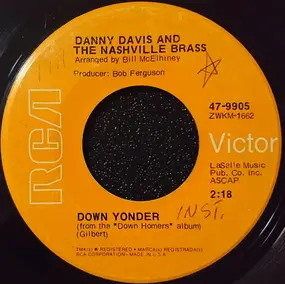 DANNY DAVIS AND
THE NASHVILLE BRASS
Arranged by Bill McElhiney
Producer: Bob Ferguson
47-9905
ZWKM-1662
RCA
Victor
LaSalle Music
Pub. Co., Inc.
ASCAP
2:18
DOWN YONDER
(from the "Down Homers" album)
(Gilbert)
INST.
TMK(s) ® REGISTERED • MARCA(s) REGISTRADA(S)
RCA CORPORATION — MADE IN U.S.A